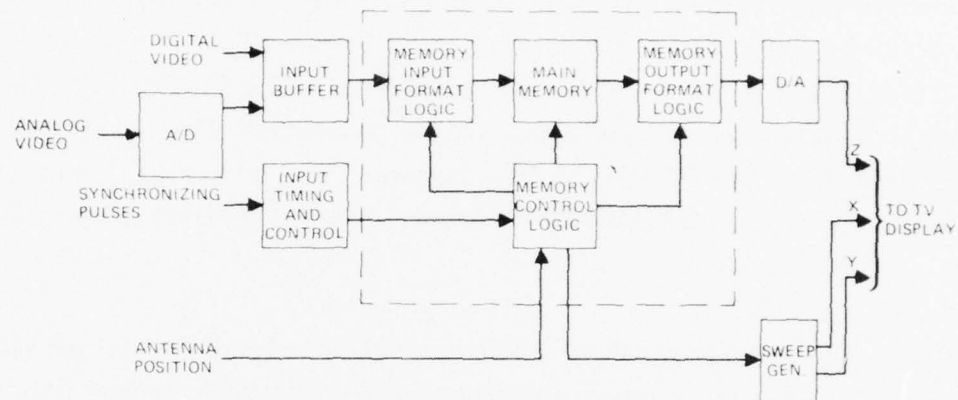 DIGITAL
VIDEO
INPUT
BUFFER
MEMORY
INPUT
FORMAT
LOGIC
MAIN
MEMORY
MEMORY
OUTPUT
FORMAT
LOGIC
D/A
ANALOG
VIDEO
A/D
SYNCHRONIZING
PULSES
INPUT
TIMING
AND
CONTROL
MEMORY
CONTROL
LOGIC
Z
X
Y
TO TV
DISPLAY
ANTENNA
POSITION
SWEEP
GEN.